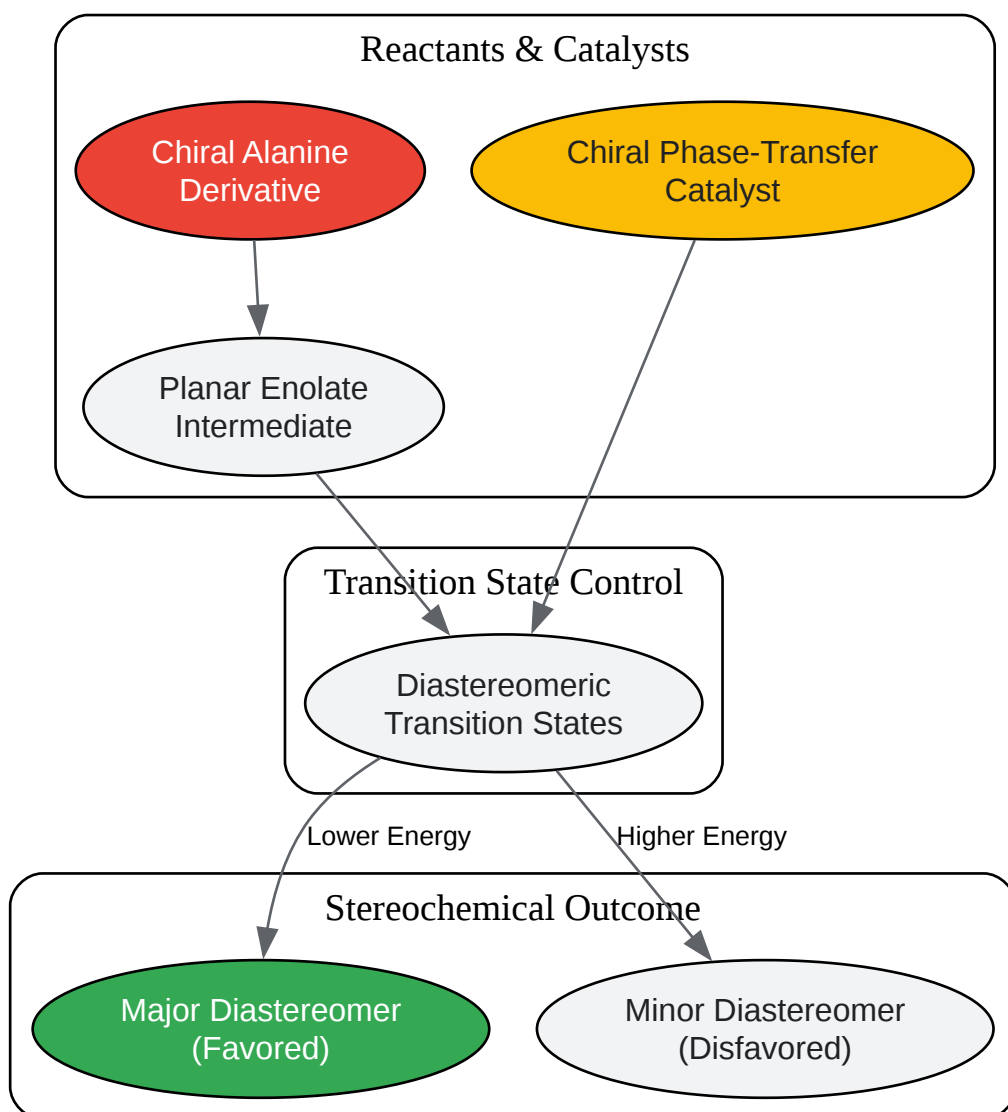 Reactants & Catalysts
Chiral Alanine
Derivative
Chiral Phase-Transfer
Catalyst
Planar Enolate
Intermediate
Transition State Control
Diastereomeric
Transition States
Lower Energy
Higher Energy
Stereochemical Outcome
Major Diastereomer
(Favored)
Minor Diastereomer
(Disfavored)